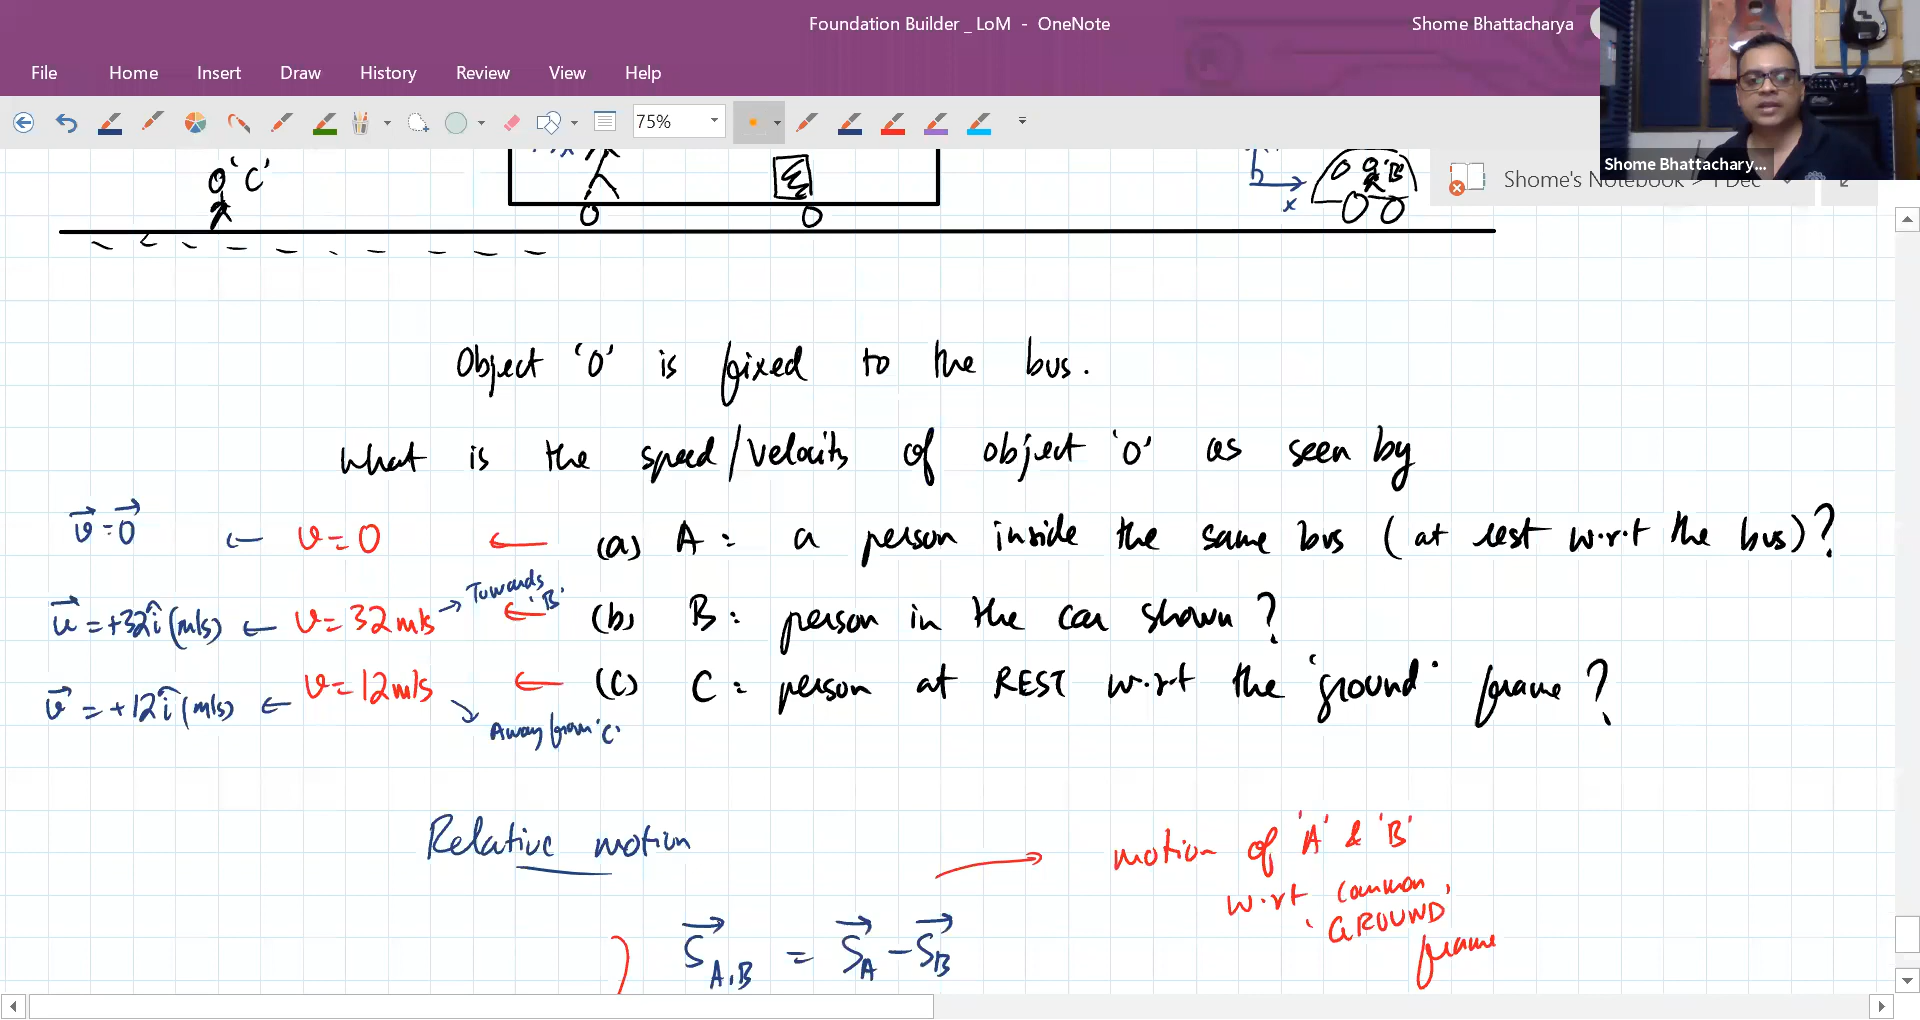 Foundation Builder _ LoM - OneNote
Shome Bhattacharya
File Home Insert Draw History Review View Help
75%
Shome Bhattachary...
Shome's Notebook > 1 Dec
'C'
'B'
x
Object 'O' is fixed to the bus.
What is the speed/velocity of object 'O' as seen by
v⃗ = 0⃗ ← v = 0 ← (a) A : a person inside the same bus (at rest w.r.t the bus)?
Towards 'B'
v⃗ = +32î (m/s) ← v = 32 m/s → ← (b) B : person in the car shown?
v⃗ = +12î (m/s) ← v = 12 m/s ← (c) C : person at REST w.r.t the 'ground' frame?
Away from 'C'
Relative motion
motion of 'A' & 'B'
w.r.t common
'GROUND'
frame
S⃗A,B = S⃗A - S⃗B